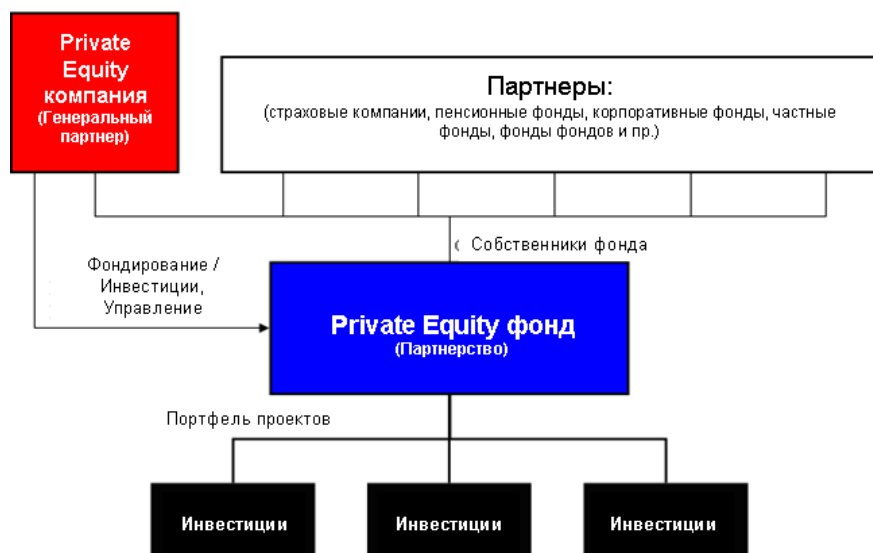 Private
Equity
компания
(Генеральный
партнер)
Партнеры:
(страховые компании, пенсионные фонды, корпоративные фонды, частные
фонды, фонды фондов и пр.)
Собственники фонда
Фондирование /
Инвестиции,
Управление
Private Equity фонд
(Партнерство)
Портфель проектов
Инвестиции
Инвестиции
Инвестиции